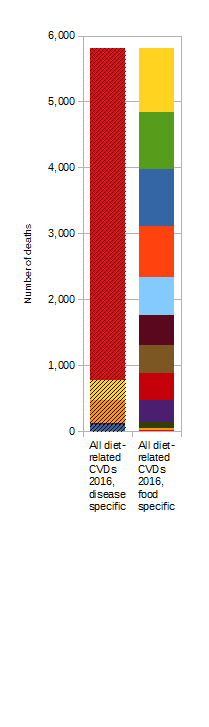 6,000
5,000
4,000
3,000
2,000
1,000
0
Number of deaths
All diet-
related
CVDs
2016,
disease
specific
All diet-
related
CVDs
2016,
food
specific